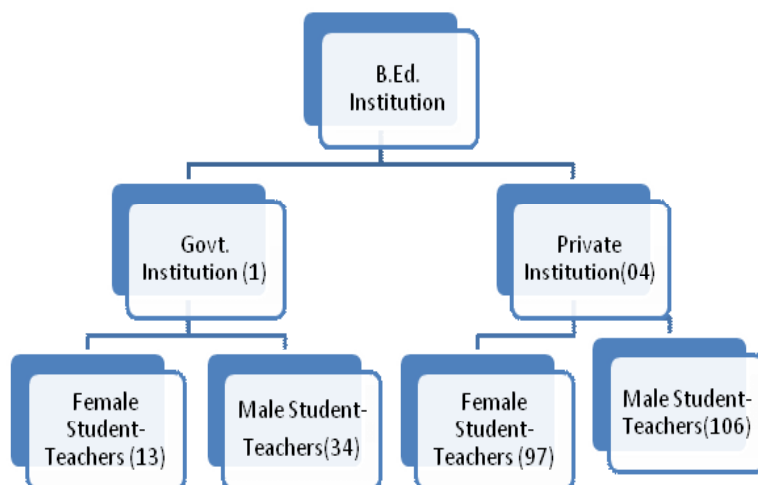 B.Ed.
Institution
Govt.
Institution (1)
Private
Institution(04)
Female
Student-
Teachers (13)
Male Student-
Teachers(34)
Female
Student-
Teachers (97)
Male Student-
Teachers(106)